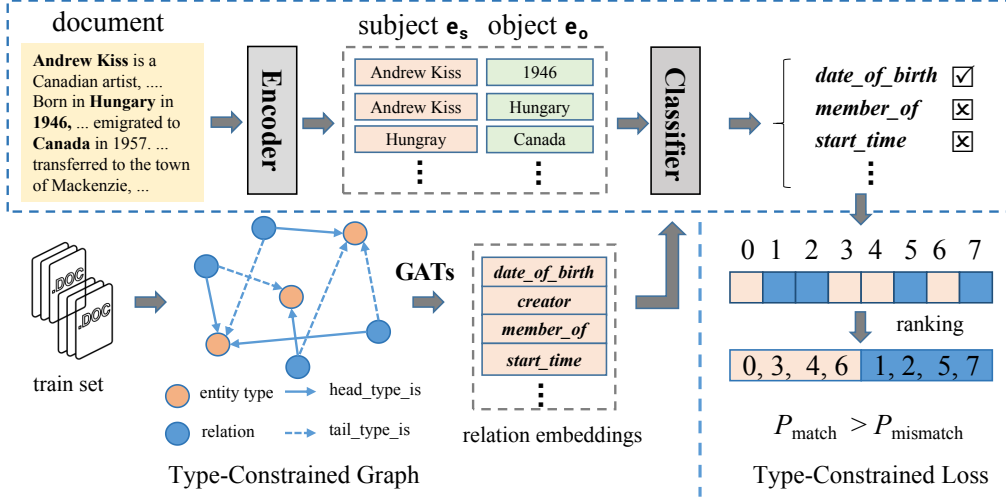 document
Andrew Kiss is a
Canadian artist, ....
Born in Hungary in
1946, ... emigrated to
Canada in 1957. ...
transferred to the town
of Mackenzie, ...
Encoder
subject e_s object e_o
Andrew Kiss 1946
Andrew Kiss Hungary
Hungray Canada
Classifier
date_of_birth
member_of
start_time
.DOC
.DOC
train set
GATs
entity type head_type_is
relation tail_type_is
Type-Constrained Graph
date_of_birth
creator
member_of
start_time
relation embeddings
0 1 2 3 4 5 6 7
ranking
0, 3, 4, 6 1, 2, 5, 7
P_match > P_mismatch
Type-Constrained Loss